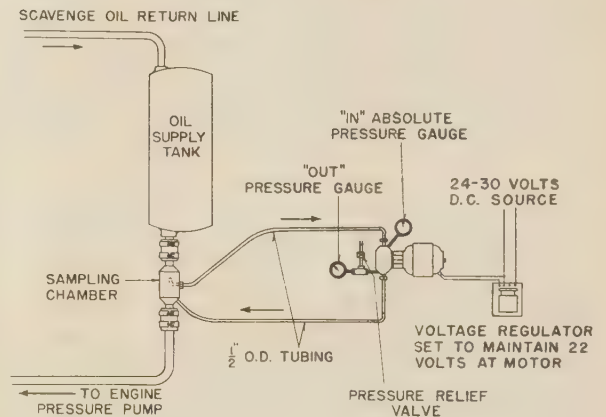 SCAVENGE OIL RETURN LINE
OIL
SUPPLY
TANK
"IN" ABSOLUTE
PRESSURE GAUGE
"OUT"
PRESSURE GAUGE
24-30 VOLTS
D.C. SOURCE
SAMPLING
CHAMBER
1/2" O.D. TUBING
VOLTAGE REGULATOR
SET TO MAINTAIN 22
VOLTS AT MOTOR
TO ENGINE
PRESSURE PUMP
PRESSURE RELIEF
VALVE